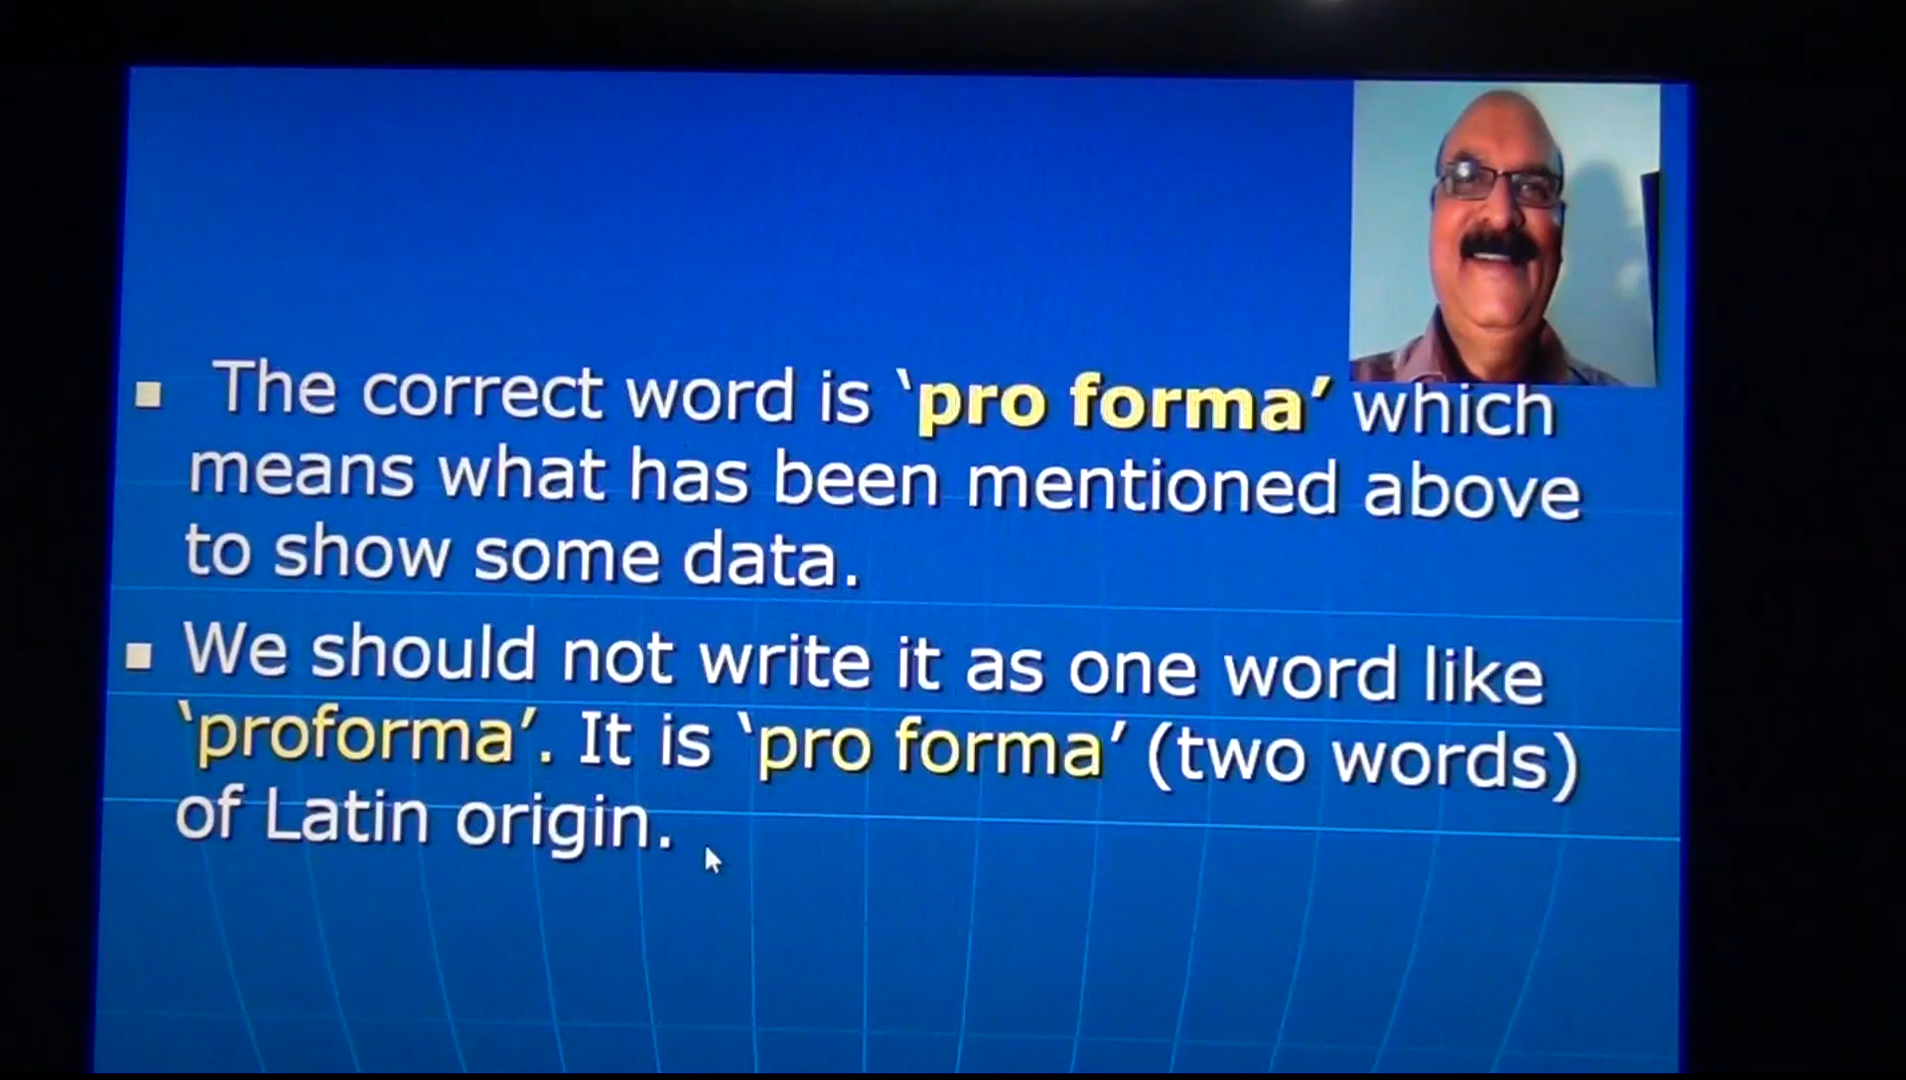 The correct word is ‘pro forma’ which
means what has been mentioned above
to show some data.
We should not write it as one word like
‘proforma’. It is ‘pro forma’ (two words)
of Latin origin.